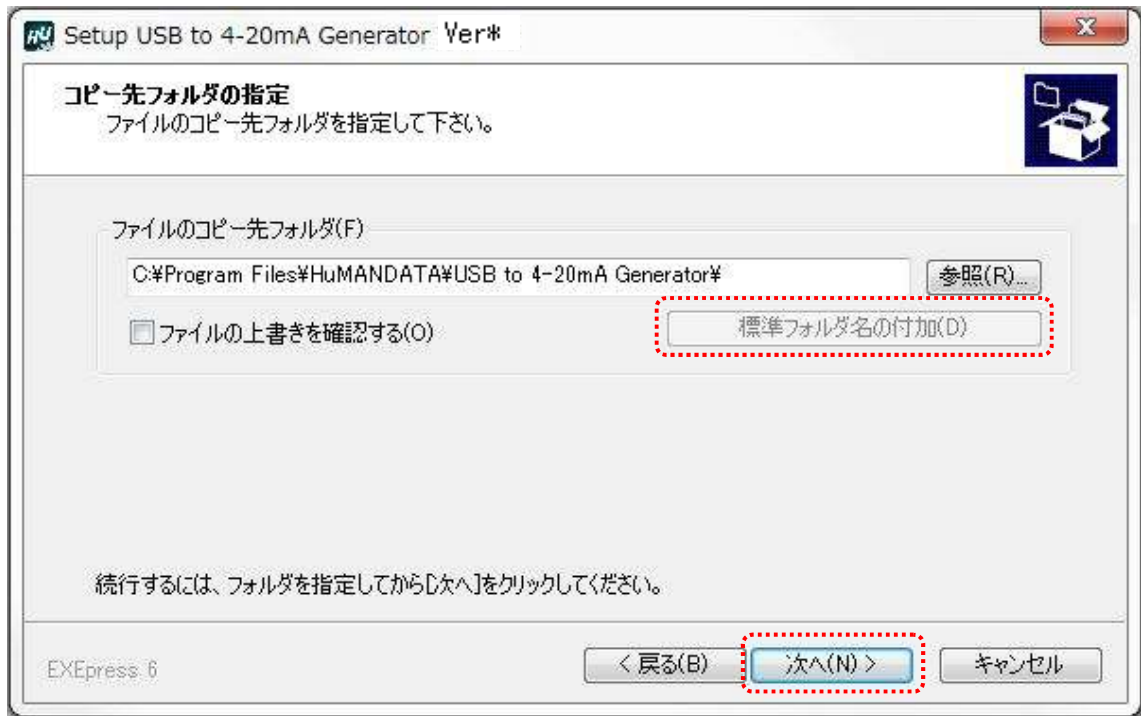 Setup USB to 4-20mA Generator Ver*
コピー先フォルダの指定
ファイルのコピー先フォルダを指定して下さい。
ファイルのコピー先フォルダ(F)
C:¥Program Files¥HuMANDATA¥USB to 4-20mA Generator¥
参照(R)...
ファイルの上書きを確認する(O)
標準フォルダ名の付加(D)
続行するには、フォルダを指定してから[次へ]をクリックしてください。
EXEpress 6
< 戻る(B)
次へ(N) >
キャンセル